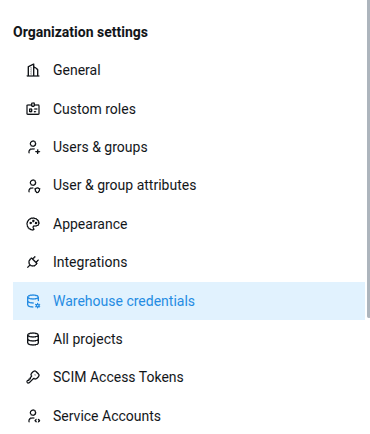 Organization settings
General
Custom roles
Users & groups
User & group attributes
Appearance
Integrations
Warehouse credentials
All projects
SCIM Access Tokens
Service Accounts